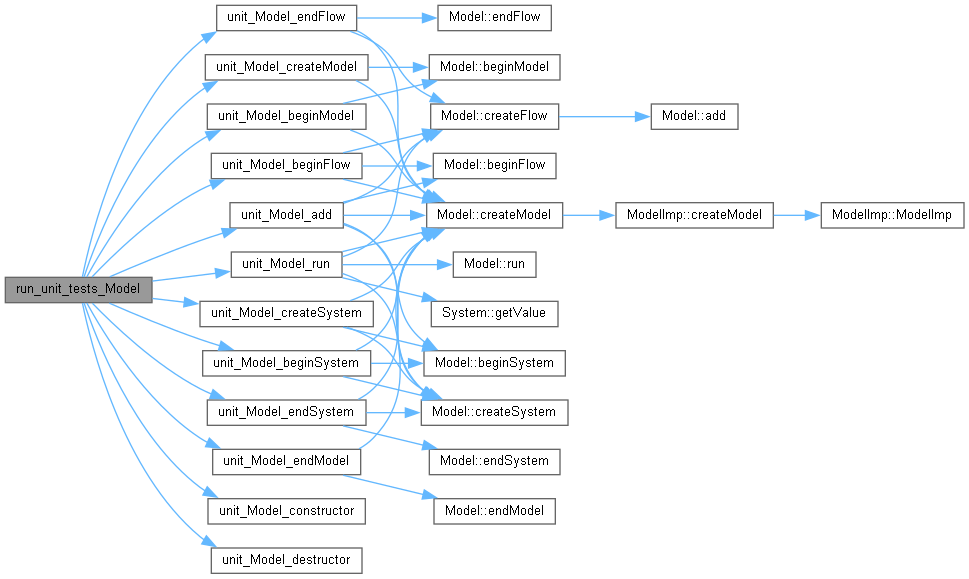 run_unit_tests_Model
unit_Model_endFlow
unit_Model_createModel
unit_Model_beginModel
unit_Model_beginFlow
unit_Model_add
unit_Model_run
unit_Model_createSystem
unit_Model_beginSystem
unit_Model_endSystem
unit_Model_endModel
unit_Model_constructor
unit_Model_destructor
Model::endFlow
Model::beginModel
Model::createFlow
Model::beginFlow
Model::createModel
Model::run
System::getValue
Model::beginSystem
Model::createSystem
Model::endSystem
Model::endModel
Model::add
ModelImp::createModel
ModelImp::ModelImp